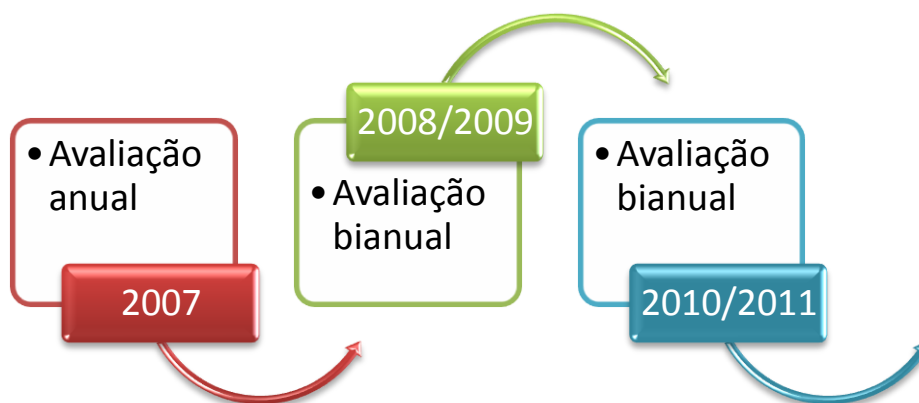 • Avaliação
anual
2007
2008/2009
• Avaliação
bianual
• Avaliação
bianual
2010/2011